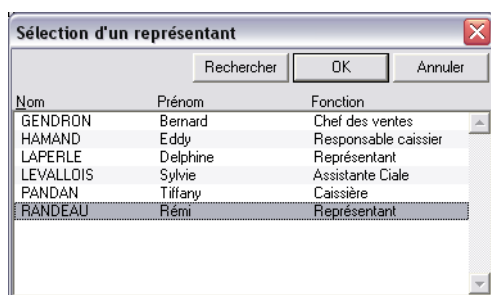 Sélection d'un représentant
Rechercher OK Annuler
Nom Prénom Fonction
GENDRON Bernard Chef des ventes
HAMAND Eddy Responsable caissier
LAPERLE Delphine Représentant
LEVALLOIS Sylvie Assistante Ciale
PANDAN Tiffany Caissière
RANDEAU Rémi Représentant